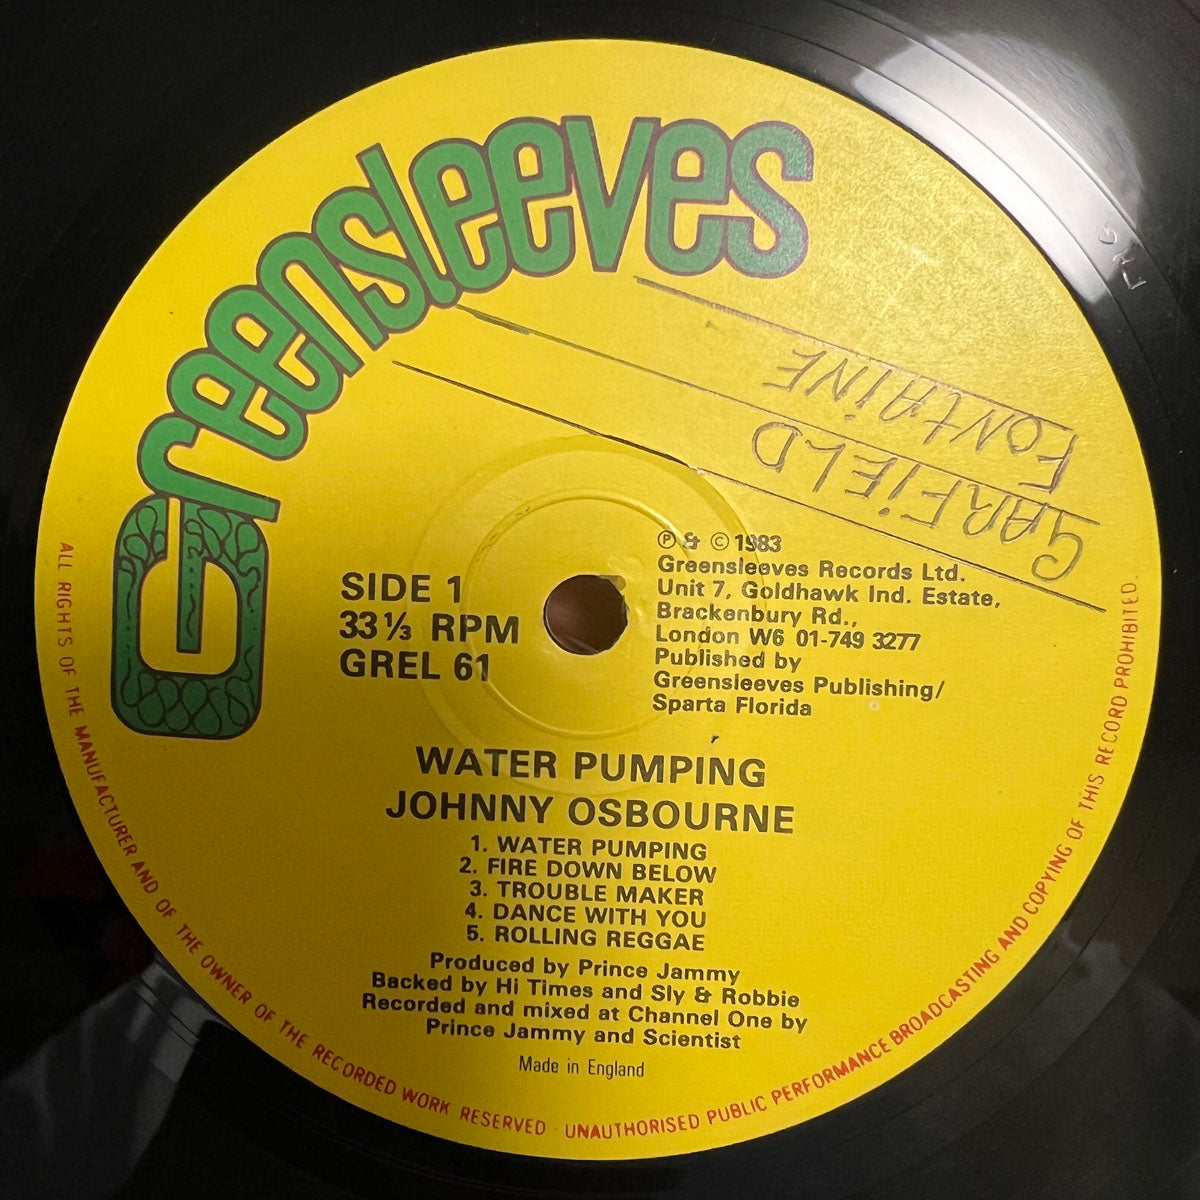 Greensleeves
GARFIELD
FONTAINE
SIDE 1
33⅓ RPM
GREL 61
Ⓟ & © 1983
Greensleeves Records Ltd.
Unit 7, Goldhawk Ind. Estate,
Brackenbury Rd.,
London W6 01-749 3277
Published by
Greensleeves Publishing/
Sparta Florida
WATER PUMPING
JOHNNY OSBOURNE
1. WATER PUMPING
2. FIRE DOWN BELOW
3. TROUBLE MAKER
4. DANCE WITH YOU
5. ROLLING REGGAE
Produced by Prince Jammy
Backed by Hi Times and Sly & Robbie
Recorded and mixed at Channel One by
Prince Jammy and Scientist
Made in England
ALL RIGHTS OF THE MANUFACTURER AND OF THE OWNER OF THE RECORDED WORK RESERVED · UNAUTHORISED PUBLIC PERFORMANCE BROADCASTING AND COPYING OF THIS RECORD PROHIBITED.